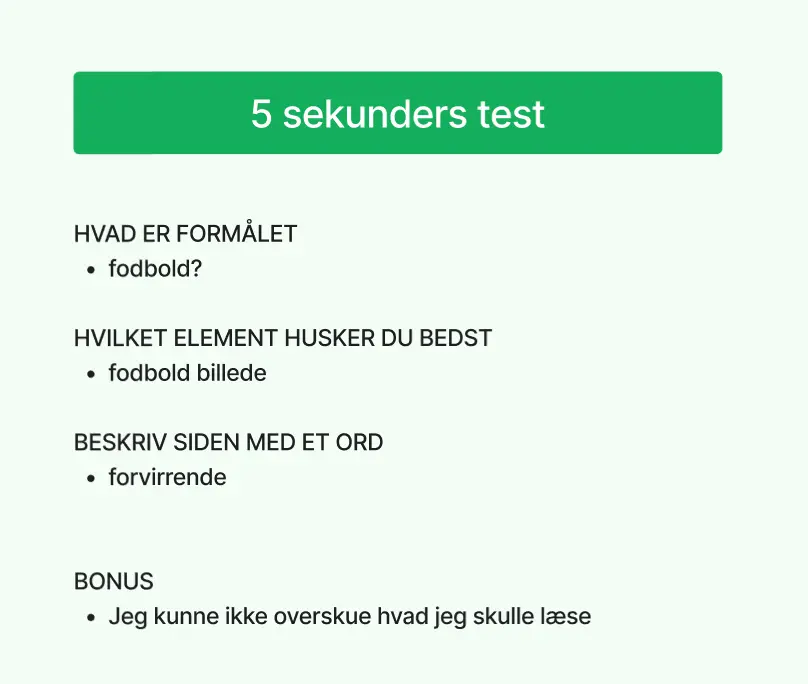 5 sekunders test
HVAD ER FORMÅLET
• fodbold?
HVILKET ELEMENT HUSKER DU BEDST
• fodbold billede
BESKRIV SIDEN MED ET ORD
• forvirrende
BONUS
• Jeg kunne ikke overskue hvad jeg skulle læse